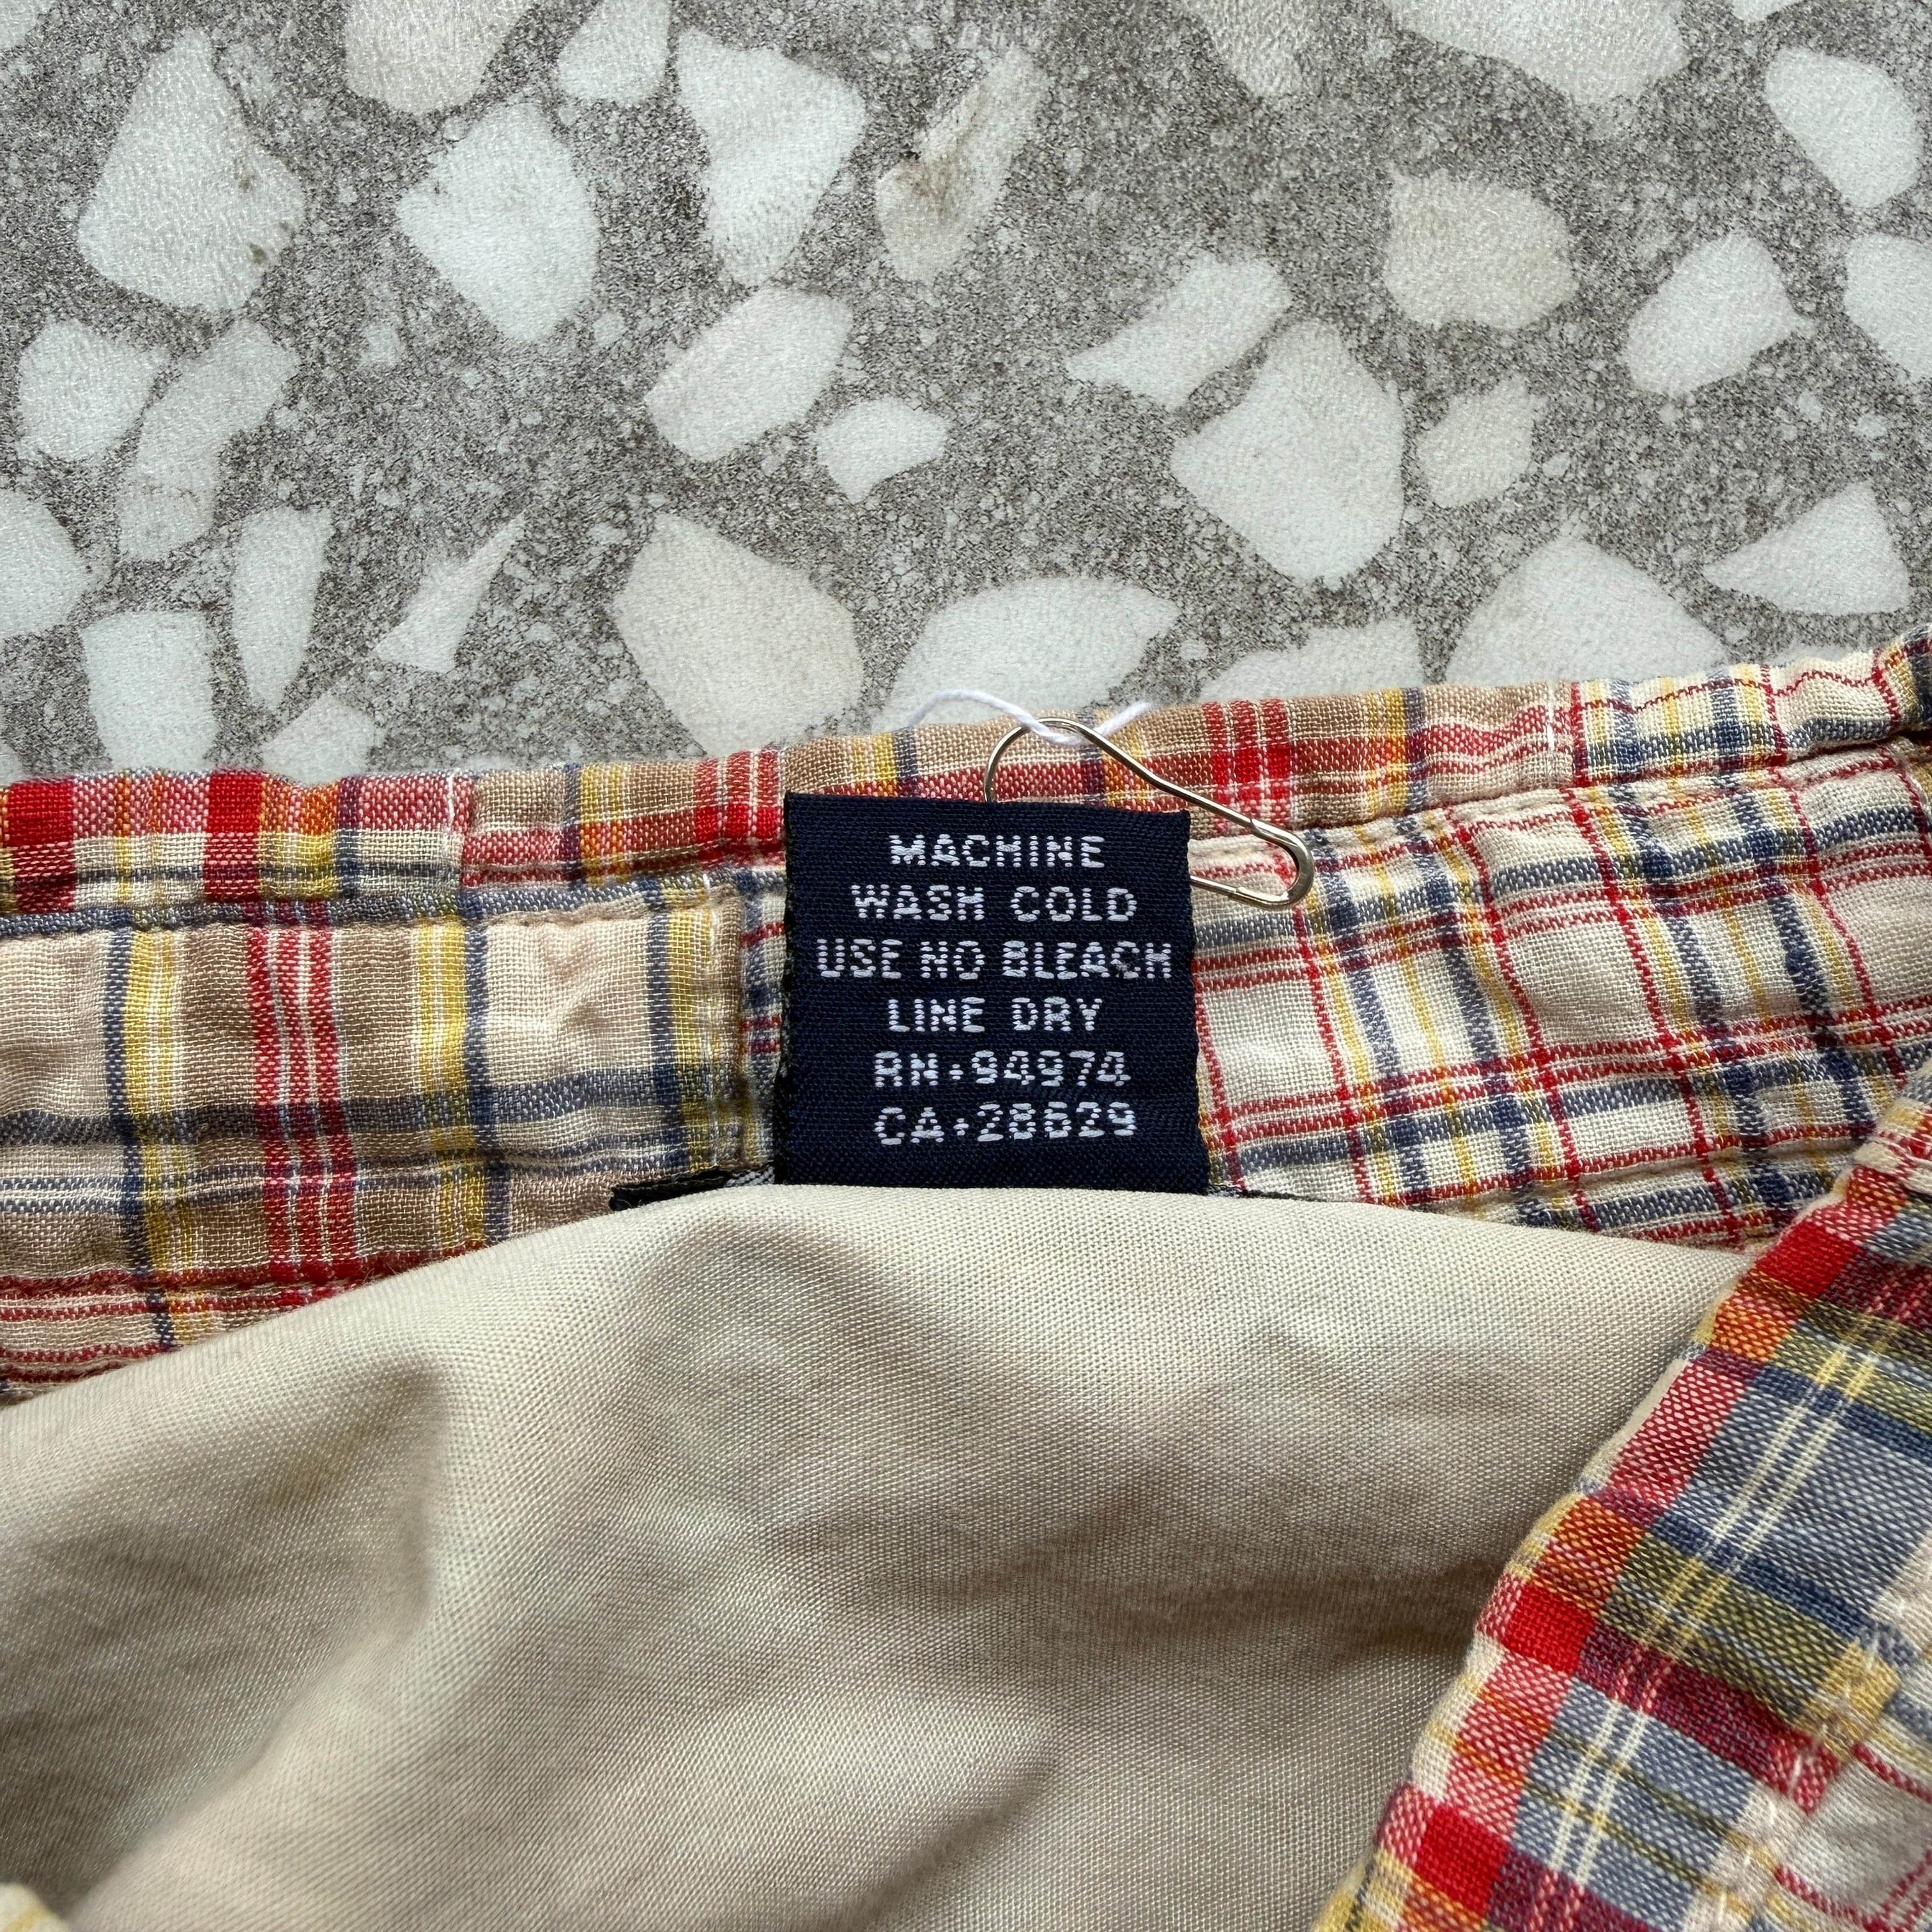 MACHINE
WASH COLD
USE NO BLEACH
LINE DRY
RN•94974
CA•28629